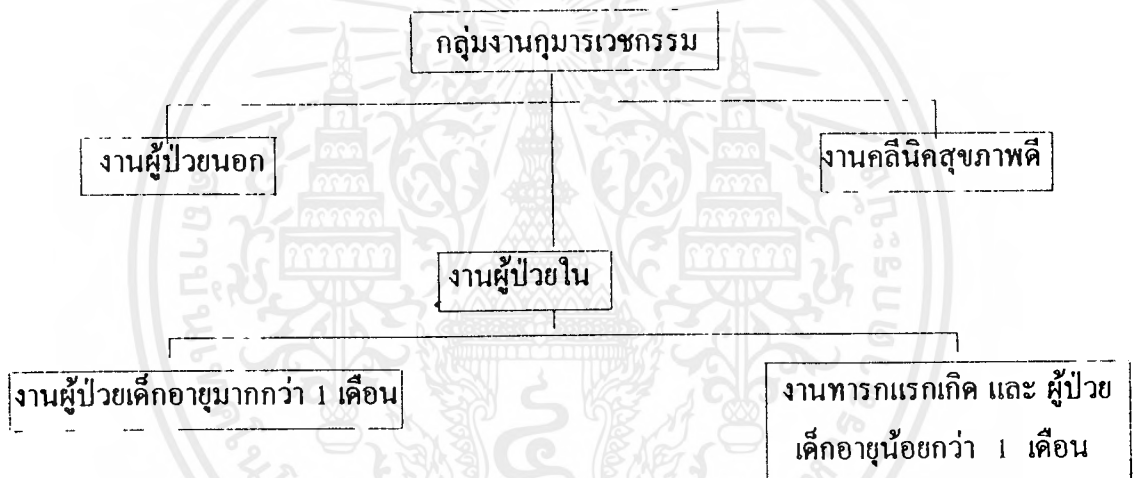 กลุ่มงานกุมารเวชกรรม
งานผู้ป่วยนอก
งานคลีนิคสุขภาพดี
งานผู้ป่วยใน
งานผู้ป่วยเด็กอายุมากกว่า 1 เดือน
งานทารกแรกเกิด และ ผู้ป่วย
เด็กอายุน้อยกว่า 1 เดือน